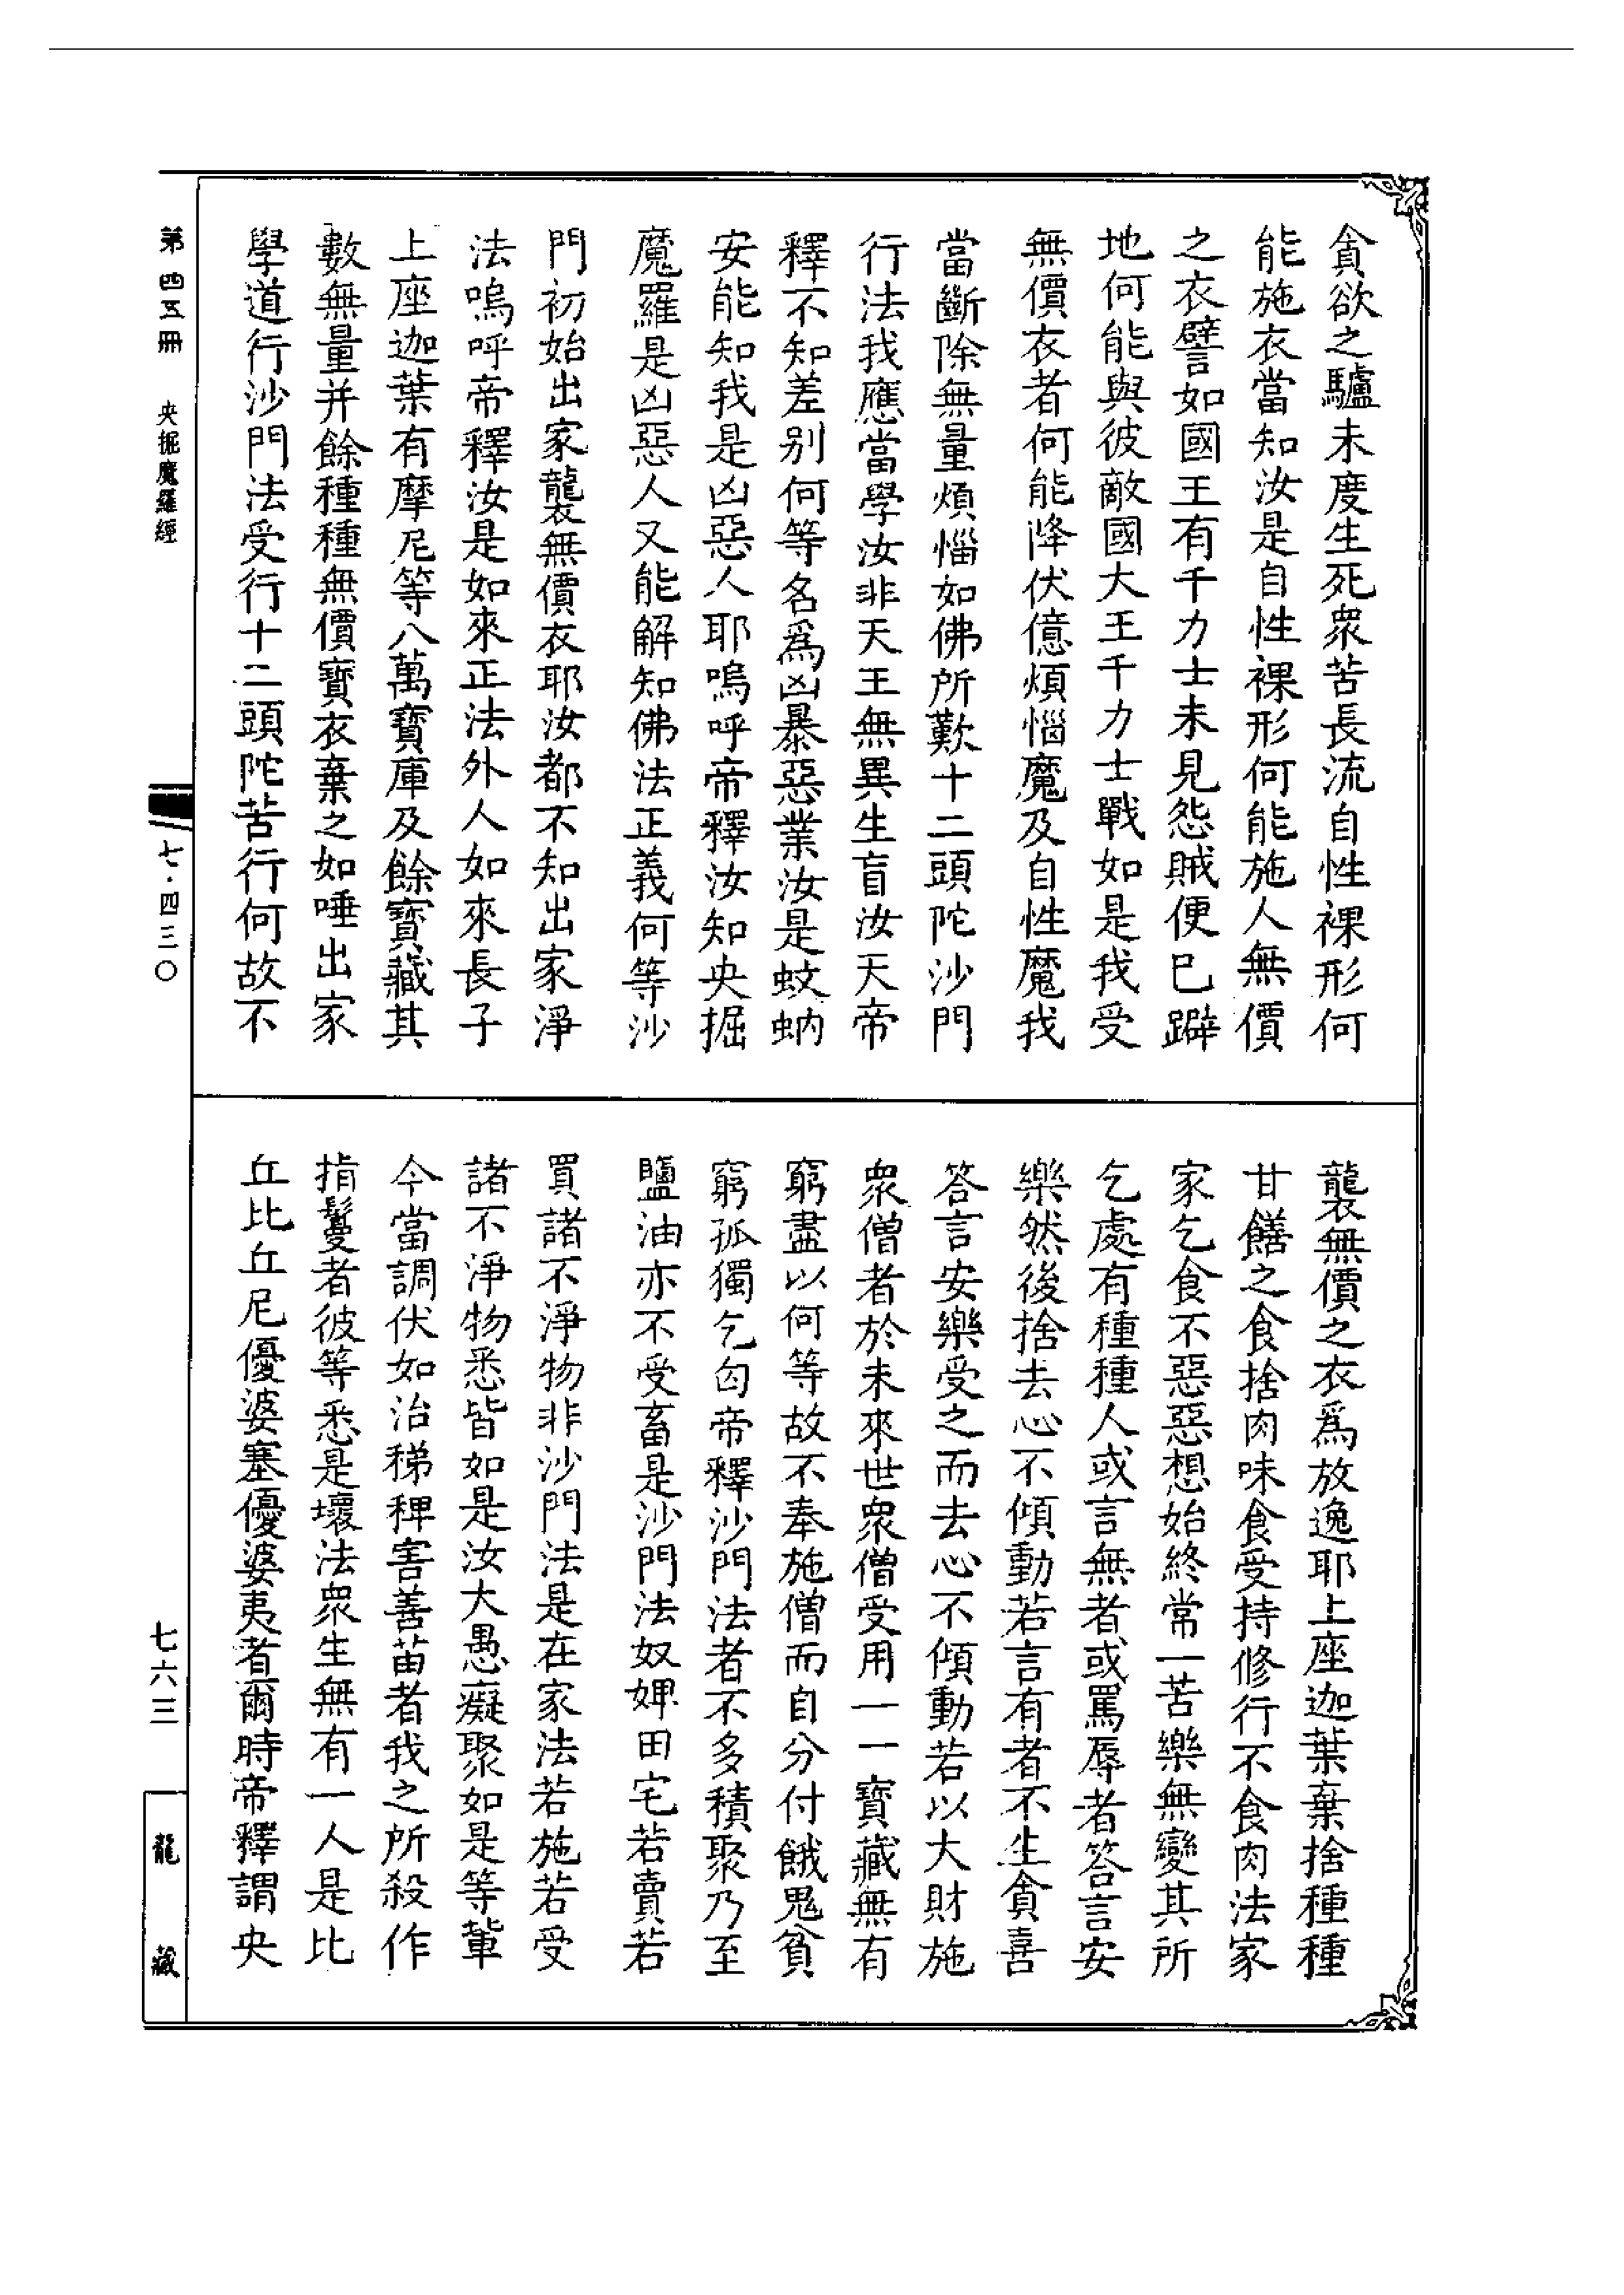 貪欲之驢未度生死衆苦長流自性裸形何
能施衣當知汝是自性裸形何能施人無價
之衣譬如國王有千力士未見怨賊便已躃
地何能與彼敵國大王千力士戰如是我受
無價衣者何能降伏億煩惱魔及自性魔我
當斷除無量煩惱如佛所歎十二頭陀沙門
行法我應當學汝非天王無異生盲汝天帝
釋不知差别何等名爲凶暴惡業汝是蚊蚋
安能知我是凶惡人耶嗚呼帝釋汝知央掘
魔羅是凶惡人又能解知佛法正義何等沙
門初始出家襲無價衣耶汝都不知出家淨
法嗚呼帝釋汝是如來正法外人如來長子
上座迦葉有摩尼等八萬寶庫及餘寶藏其
數無量并餘種種無價寶衣棄之如唾出家
學道行沙門法受行十二頭陀苦行何故不
襲無價之衣爲放逸耶上座迦葉棄捨種種
甘饍之食捨肉味食受持修行不食肉法家
家乞食不惡惡想始終常一苦樂無變其所
乞處有種種人或言無者或罵辱者答言安
樂然後捨去心不傾動若言有者不生貪喜
答言安樂受之而去心不傾動若以大財施
衆僧者於未來世衆僧受用一一寶藏無有
窮盡以何等故不奉施僧而自分付餓鬼貧
窮孤獨乞匃帝釋沙門法者不多積聚乃至
鹽油亦不受畜是沙門法奴婢田宅若賣若
買諸不淨物非沙門法是在家法若施若受
諸不淨物悉皆如是汝大愚癡聚如是等輩
今當調伏如治稊稗害善苗者我之所殺作
指鬘者彼等悉是壞法衆生無有一人是比
丘比丘尼優婆塞優婆夷者爾時帝釋謂央
第四五冊　央掘魔羅經
七·四三〇
七六三
龍藏